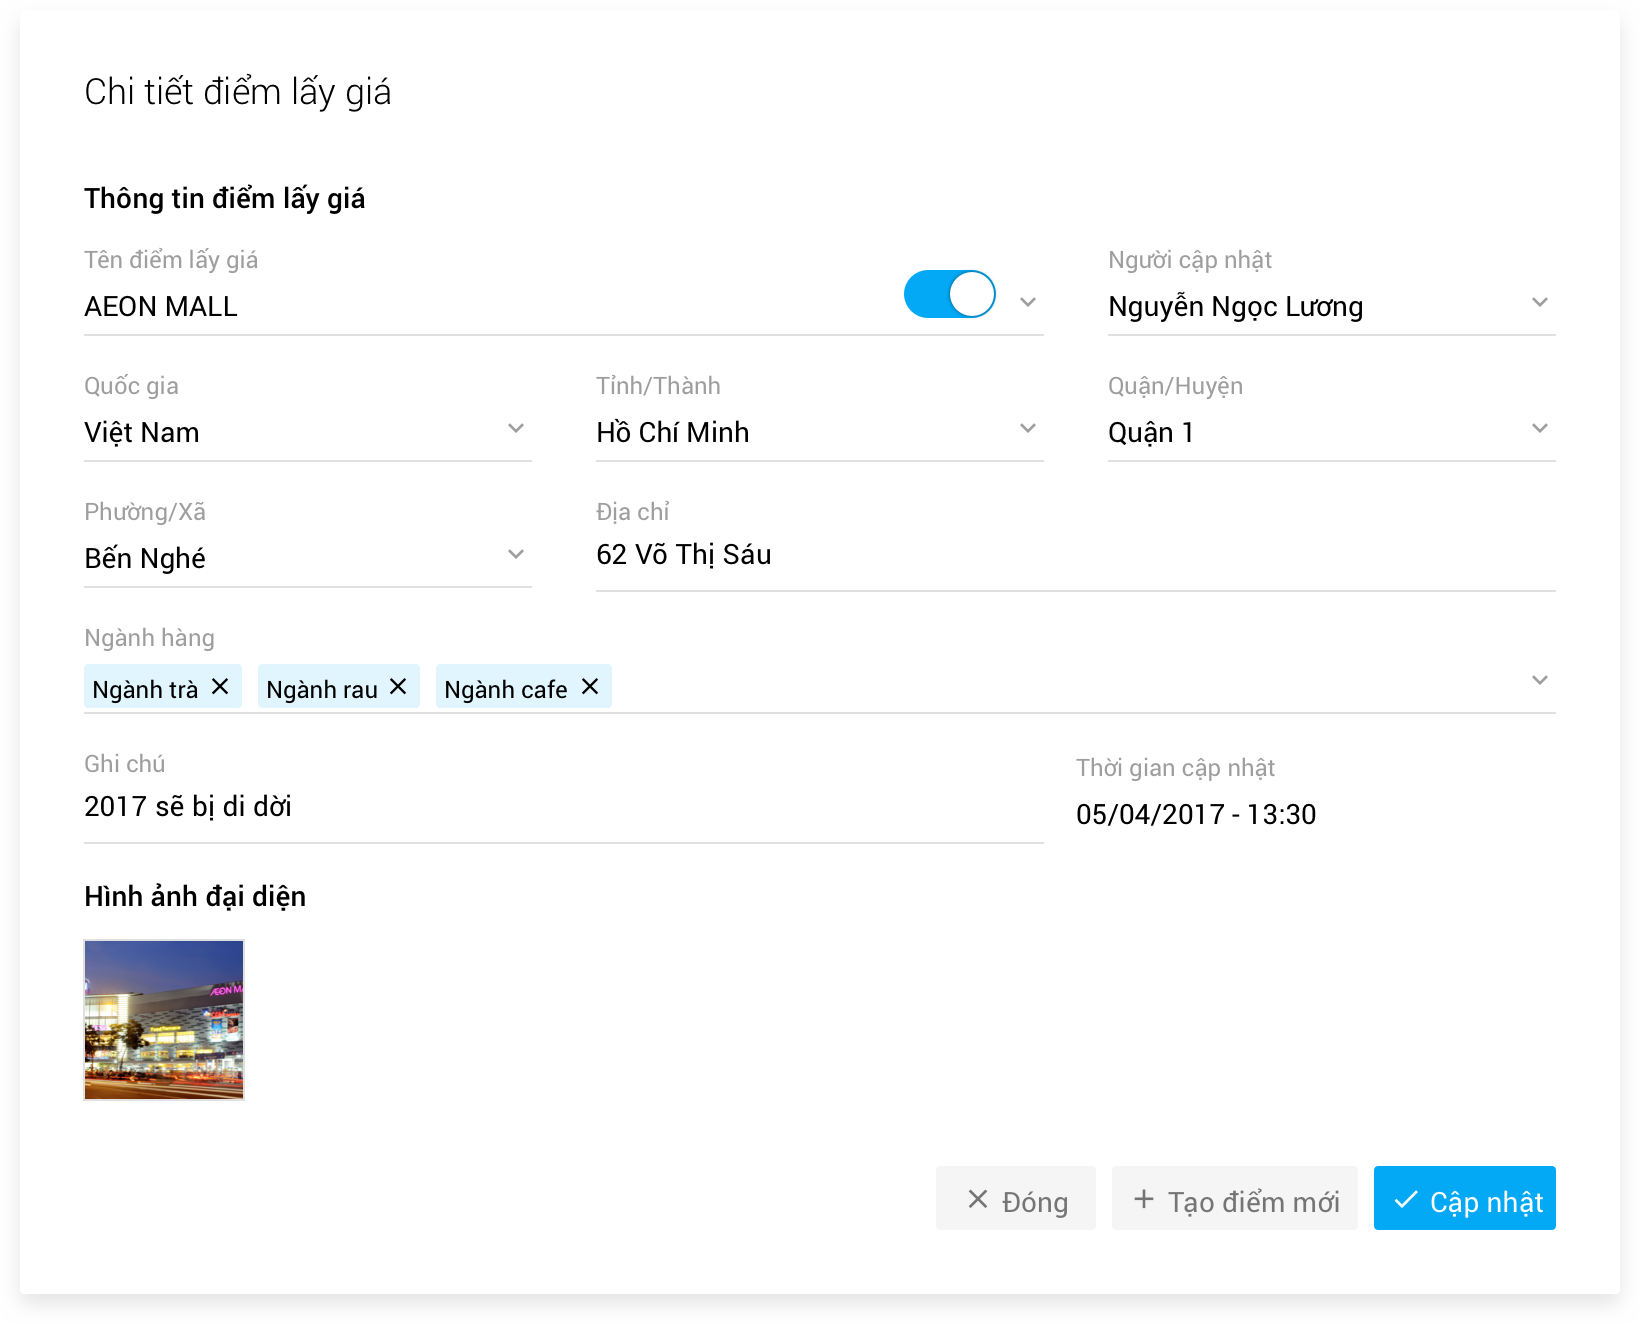 Chi tiết điểm lấy giá
Thông tin điểm lấy giá
Tên điểm lấy giá
AEON MALL
Người cập nhật
Nguyễn Ngọc Lương
Quốc gia
Việt Nam
Tỉnh/Thành
Hồ Chí Minh
Quận/Huyện
Quận 1
Phường/Xã
Bến Nghé
Địa chỉ
62 Võ Thị Sáu
Ngành hàng
Ngành trà
Ngành rau
Ngành cafe
Ghi chú
2017 sẽ bị di dời
Thời gian cập nhật
05/04/2017 - 13:30
Hình ảnh đại diện
Đóng
Tạo điểm mới
Cập nhật